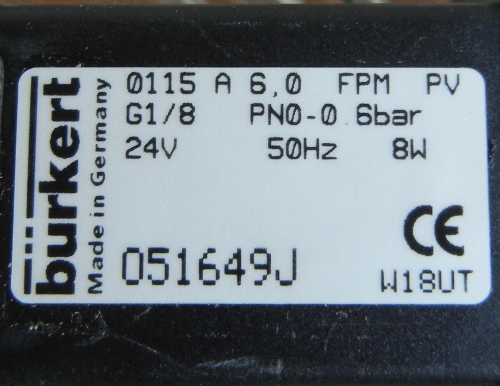 bürkert
Made in Germany
0115 A 6,0 FPM PV
G1/8 PN0-0.6bar
24V 50Hz 8W
CE
051649J
W18UT